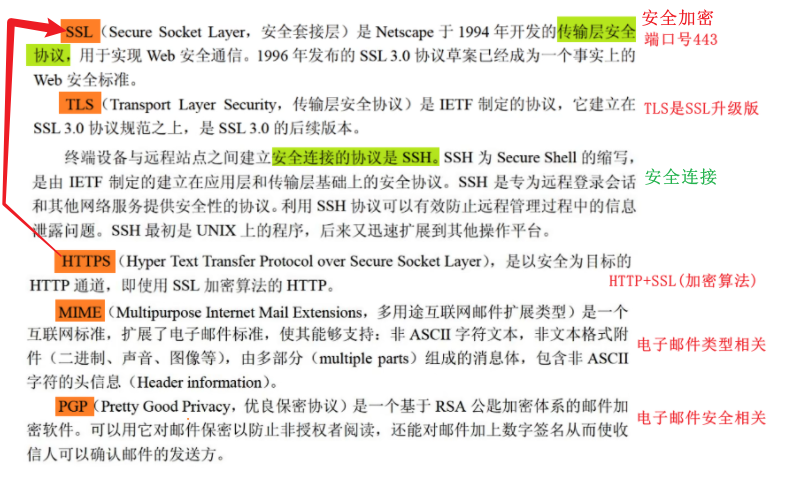 SSL（Secure Socket Layer，安全套接层）是 Netscape 于 1994 年开发的传输层安全
协议，用于实现 Web 安全通信。1996 年发布的 SSL 3.0 协议草案已经成为一个事实上的
Web 安全标准。
安全加密
端口号443
TLS（Transport Layer Security，传输层安全协议）是 IETF 制定的协议，它建立在
SSL 3.0 协议规范之上，是 SSL 3.0 的后续版本。
TLS是SSL升级版
终端设备与远程站点之间建立安全连接的协议是 SSH。SSH 为 Secure Shell 的缩写，
是由 IETF 制定的建立在应用层和传输层基础上的安全协议。SSH 是专为远程登录会话
和其他网络服务提供安全性的协议。利用 SSH 协议可以有效防止远程管理过程中的信息
泄露问题。SSH 最初是 UNIX 上的程序，后来又迅速扩展到其他操作平台。
安全连接
HTTPS（Hyper Text Transfer Protocol over Secure Socket Layer），是以安全为目标的
HTTP 通道，即使用 SSL 加密算法的 HTTP。
HTTP+SSL(加密算法)
MIME（Multipurpose Internet Mail Extensions，多用途互联网邮件扩展类型）是一个
互联网标准，扩展了电子邮件标准，使其能够支持：非 ASCII 字符文本，非文本格式附
件（二进制、声音、图像等），由多部分（multiple parts）组成的消息体，包含非 ASCII
字符的头信息（Header information）。
电子邮件类型相关
PGP（Pretty Good Privacy，优良保密协议）是一个基于 RSA 公匙加密体系的邮件加
密软件。可以用它对邮件保密以防止非授权者阅读，还能对邮件加上数字签名从而使收
信人可以确认邮件的发送方。
电子邮件安全相关